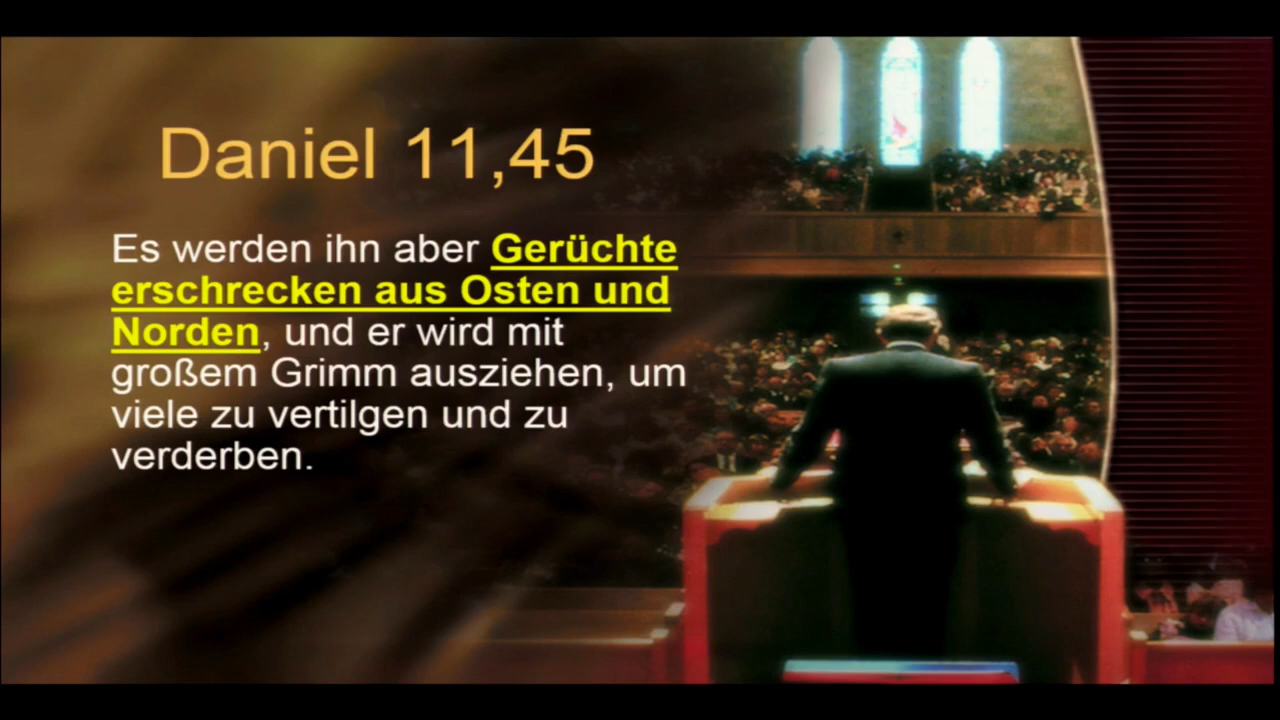 Daniel 11,45
Es werden ihn aber Gerüchte
erschrecken aus Osten und
Norden, und er wird mit
großem Grimm ausziehen, um
viele zu vertilgen und zu
verderben.